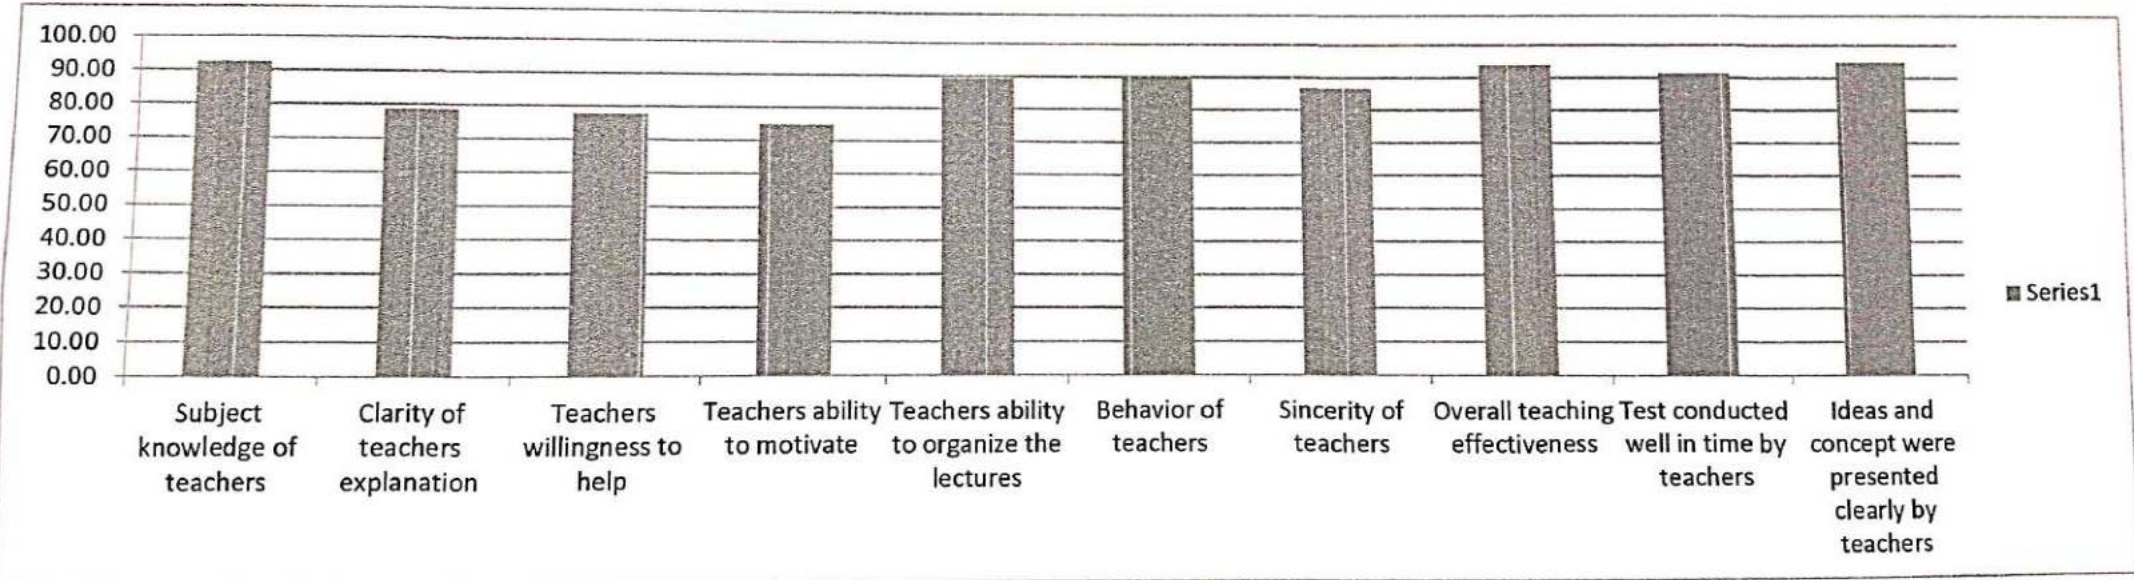 100.00
90.00
80.00
70.00
60.00
50.00
40.00
30.00
20.00
10.00
0.00
Subject
knowledge of
teachers
Clarity of
teachers
explanation
Teachers
willingness to
help
Teachers ability
to motivate
Teachers ability
to organize the
lectures
Behavior of
teachers
Sincerity of
teachers
Overall teaching
effectiveness
Test conducted
well in time by
teachers
Ideas and
concept were
presented
clearly by
teachers
Series1